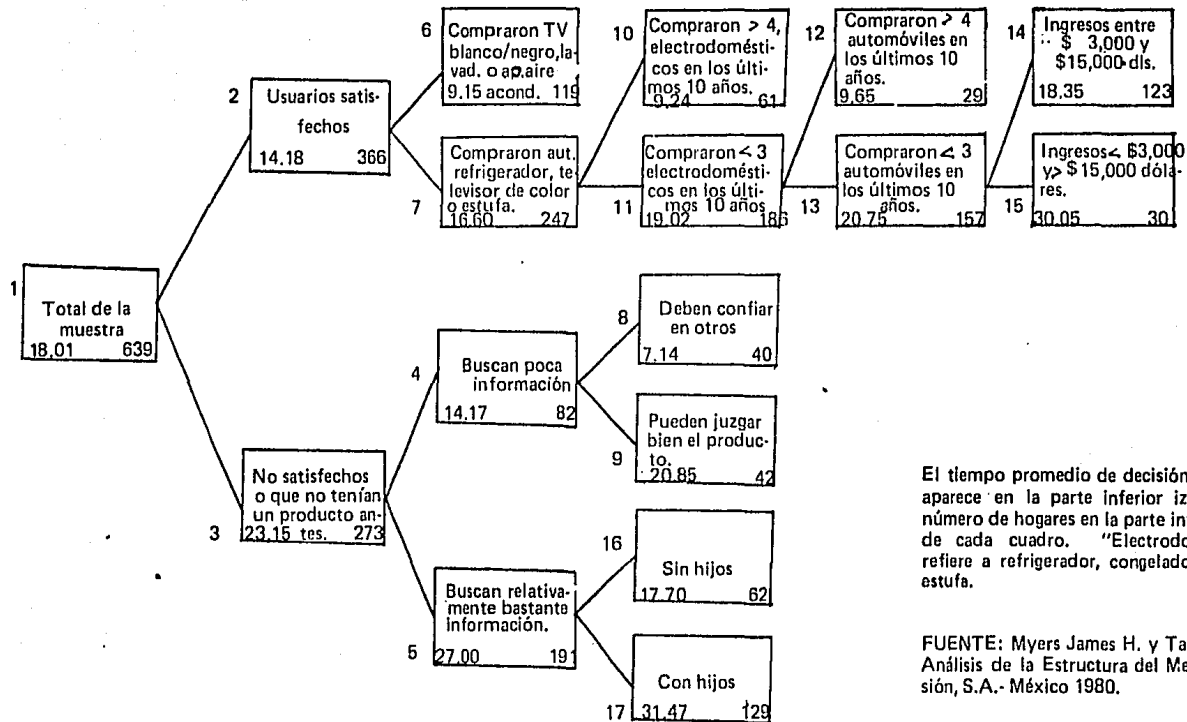 6
Compraron TV
blanco/negro,la-
vad. o ap.aire
9.15 acond. 119
10
Compraron > 4,
electrodomésti-
cos en los últi-
mos 10 años.
9.24 61
12
Compraron > 4
automóviles en
los últimos 10
años.
9.65 29
14
Ingresos entre
$ 3,000 y
$15,000 dls.
18.35 123
2
Usuarios satis-
fechos
14.18 366
7
Compraron aut.
refrigerador, te
levisor de color
o estufa.
16.60 247
11
Compraron < 3
electrodomésti-
cos en los últi-
mos 10 años
19.02 186
13
Compraron < 3
automóviles en
los últimos 10
años.
20.75 157
15
Ingresos< $3,000
y> $15,000 dóla-
res.
30.05 30
1
Total de la
muestra
18.01 639
8
Deben confiar
en otros
7.14 40
4
Buscan poca
información
14.17 82
9
Pueden juzgar
bien el produc-
to.
20.85 42
3
No satisfechos
o que no tenían
un producto an-
23.15 tes. 273
16
Sin hijos
17.70 62
5
Buscan relativa-
mente bastante
información.
27.00 191
17
Con hijos
31.47 129
El tiempo promedio de decisión
aparece en la parte inferior iz
número de hogares en la parte in
de cada cuadro. "Electrodo
refiere a refrigerador, congelado
estufa.
FUENTE: Myers James H. y Ta
Análisis de la Estructura del Me
sión, S.A.- México 1980.